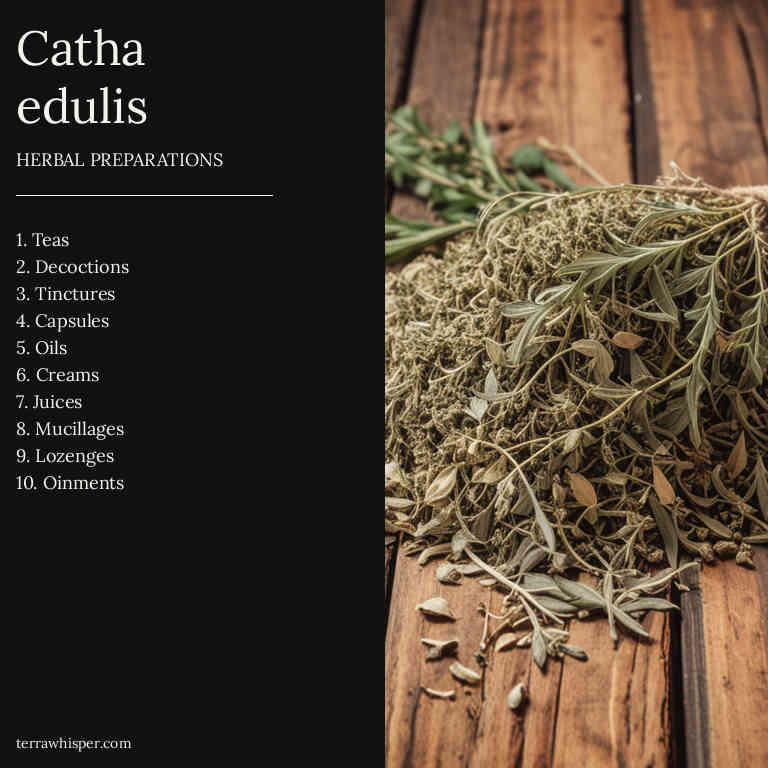 Catha
edulis
HERBAL PREPARATIONS
1. Teas
2. Decoctions
3. Tinctures
4. Capsules
5. Oils
6. Creams
7. Juices
8. Mucillages
9. Lozenges
10. Oinments
terrawhisper.com